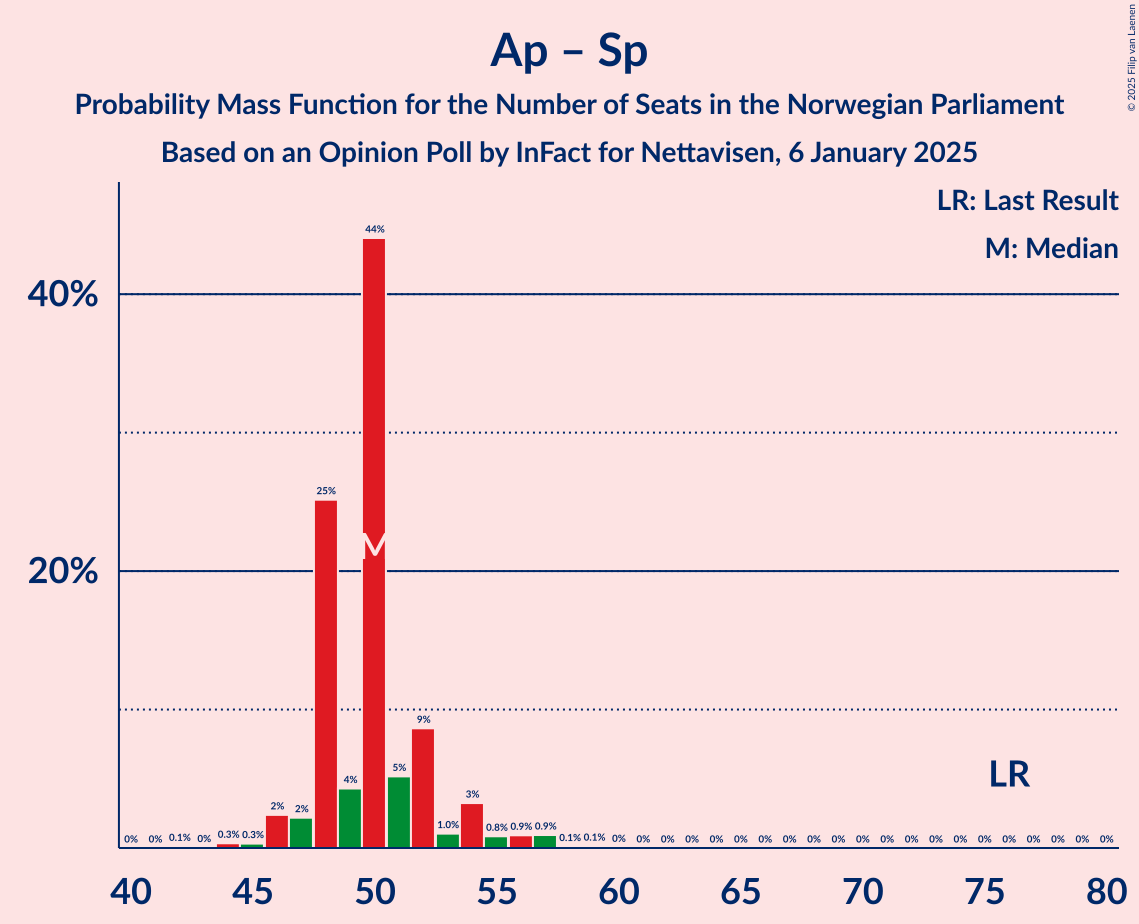 Ap – Sp
Probability Mass Function for the Number of Seats in the Norwegian Parliament
Based on an Opinion Poll by InFact for Nettavisen, 6 January 2025
© 2025 Filip van Laenen
LR: Last Result
M: Median
40%
20%
0% 0% 0.1% 0% 0.3% 0.3% 2% 2% 25% 4% 44% 5% 9% 1.0% 3% 0.8% 0.9% 0.9% 0.1% 0.1% 0% 0% 0% 0% 0% 0% 0% 0% 0% 0% 0% 0% 0% 0% 0% 0% 0% 0% 0% 0% 0%
M
LR
40 45 50 55 60 65 70 75 80